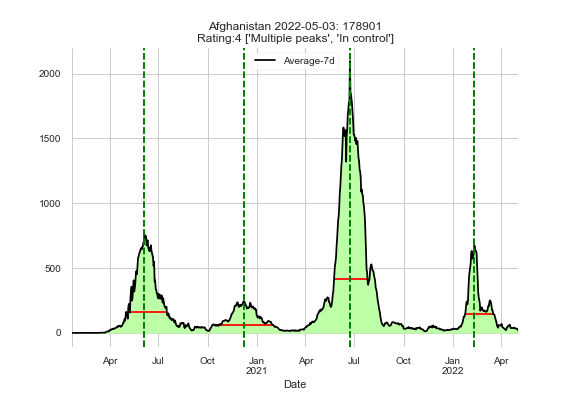 Afghanistan 2022-05-03: 178901
Rating:4 ['Multiple peaks', 'In control']
Average-7d
2000
1500
1000
500
0
Apr Jul Oct Jan Apr Jul Oct Jan Apr
2021 2022
Date